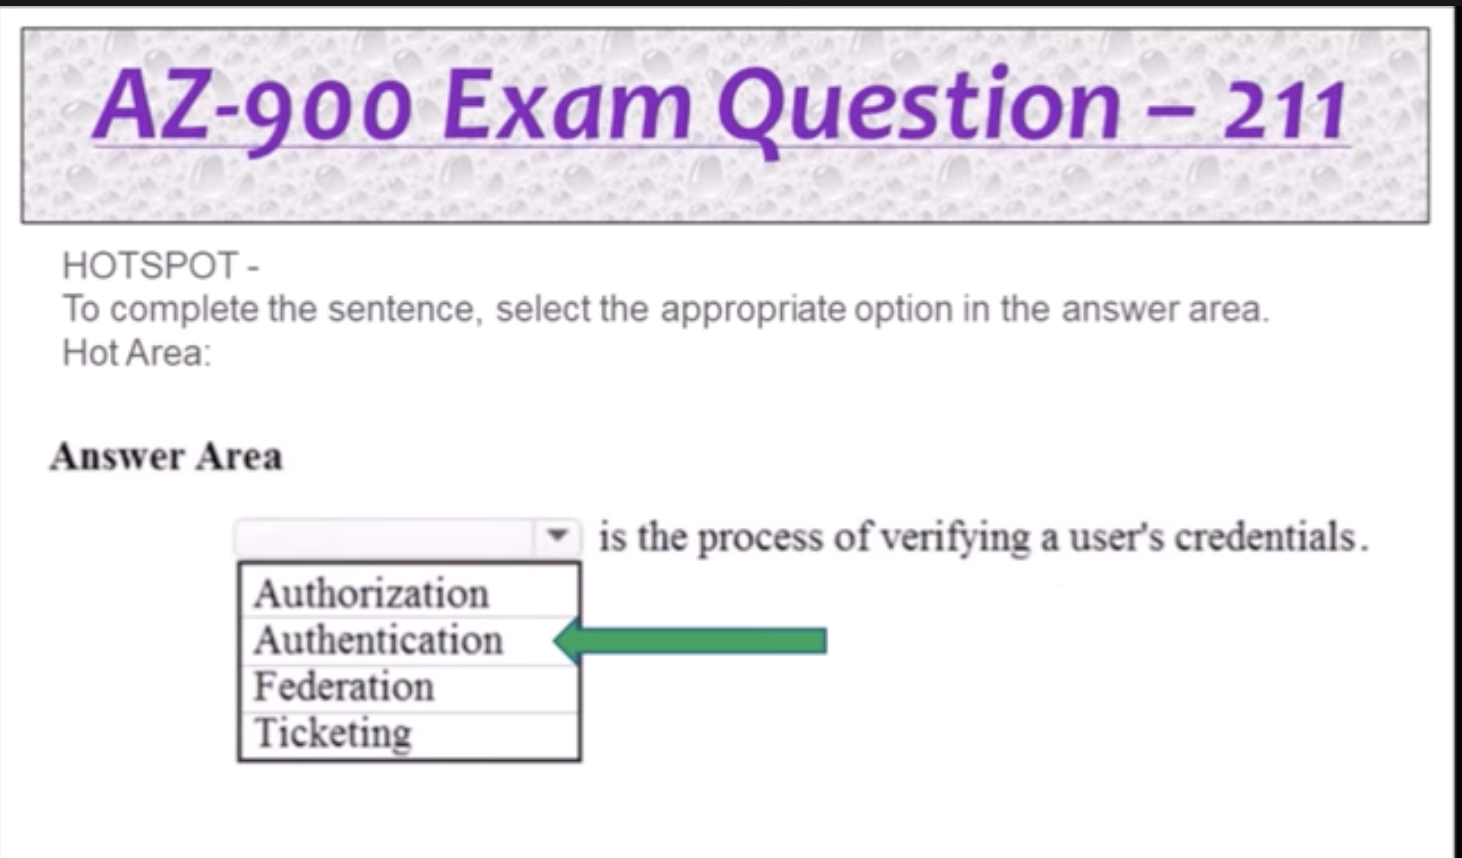 AZ-900 Exam Question – 211
HOTSPOT -
To complete the sentence, select the appropriate option in the answer area.
Hot Area:
Answer Area
is the process of verifying a user's credentials.
Authorization
Authentication
Federation
Ticketing